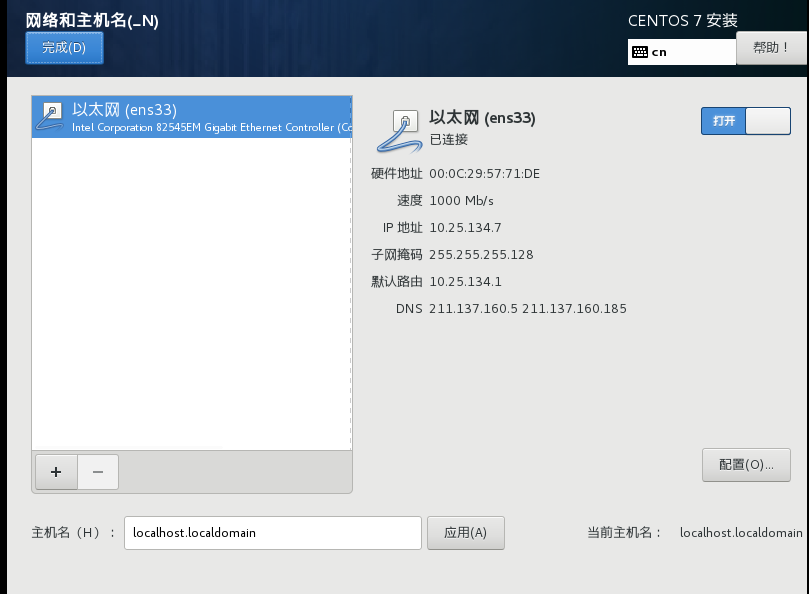 网络和主机名(_N)
CENTOS 7 安装
完成(D)
cn
帮助！
以太网 (ens33)
Intel Corporation 82545EM Gigabit Ethernet Controller (Co
以太网 (ens33)
已连接
打开
硬件地址 00:0C:29:57:71:DE
速度 1000 Mb/s
IP 地址 10.25.134.7
子网掩码 255.255.255.128
默认路由 10.25.134.1
DNS 211.137.160.5 211.137.160.185
+ −
配置(O)...
主机名（H）： localhost.localdomain 应用(A) 当前主机名： localhost.localdomain